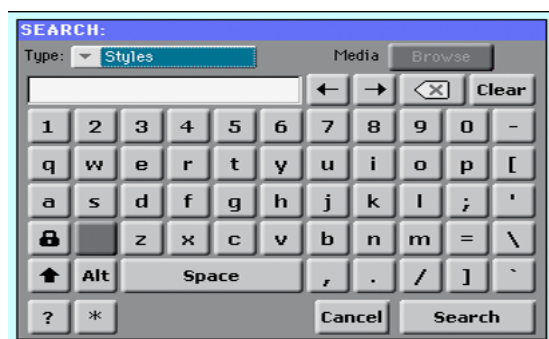 SEARCH:
Type: Styles Media Browse
← → Clear
1 2 3 4 5 6 7 8 9 0 -
q w e r t y u i o p [
a s d f g h j k l ; '
z x c v b n m = \
Alt Space , . / ] `
? * Cancel Search